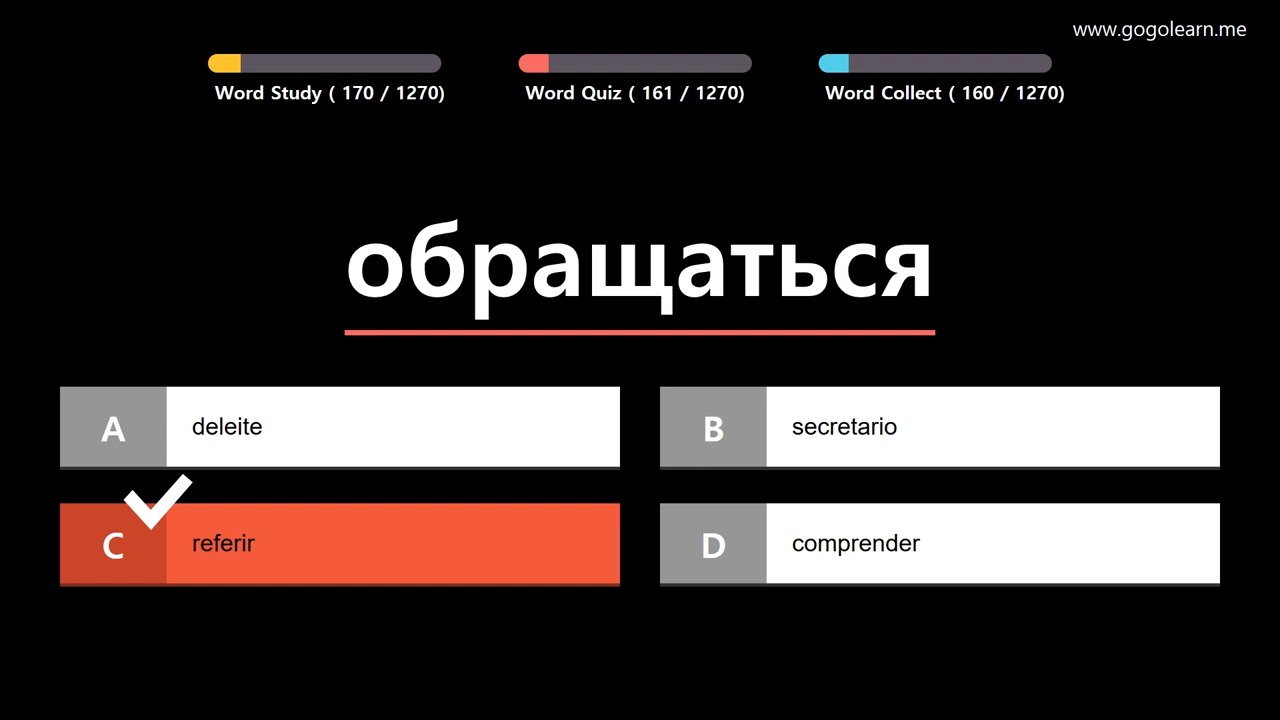 www.gogolearn.me
Word Study ( 170 / 1270)
Word Quiz ( 161 / 1270)
Word Collect ( 160 / 1270)
обращаться
A deleite
B secretario
C referir
D comprender